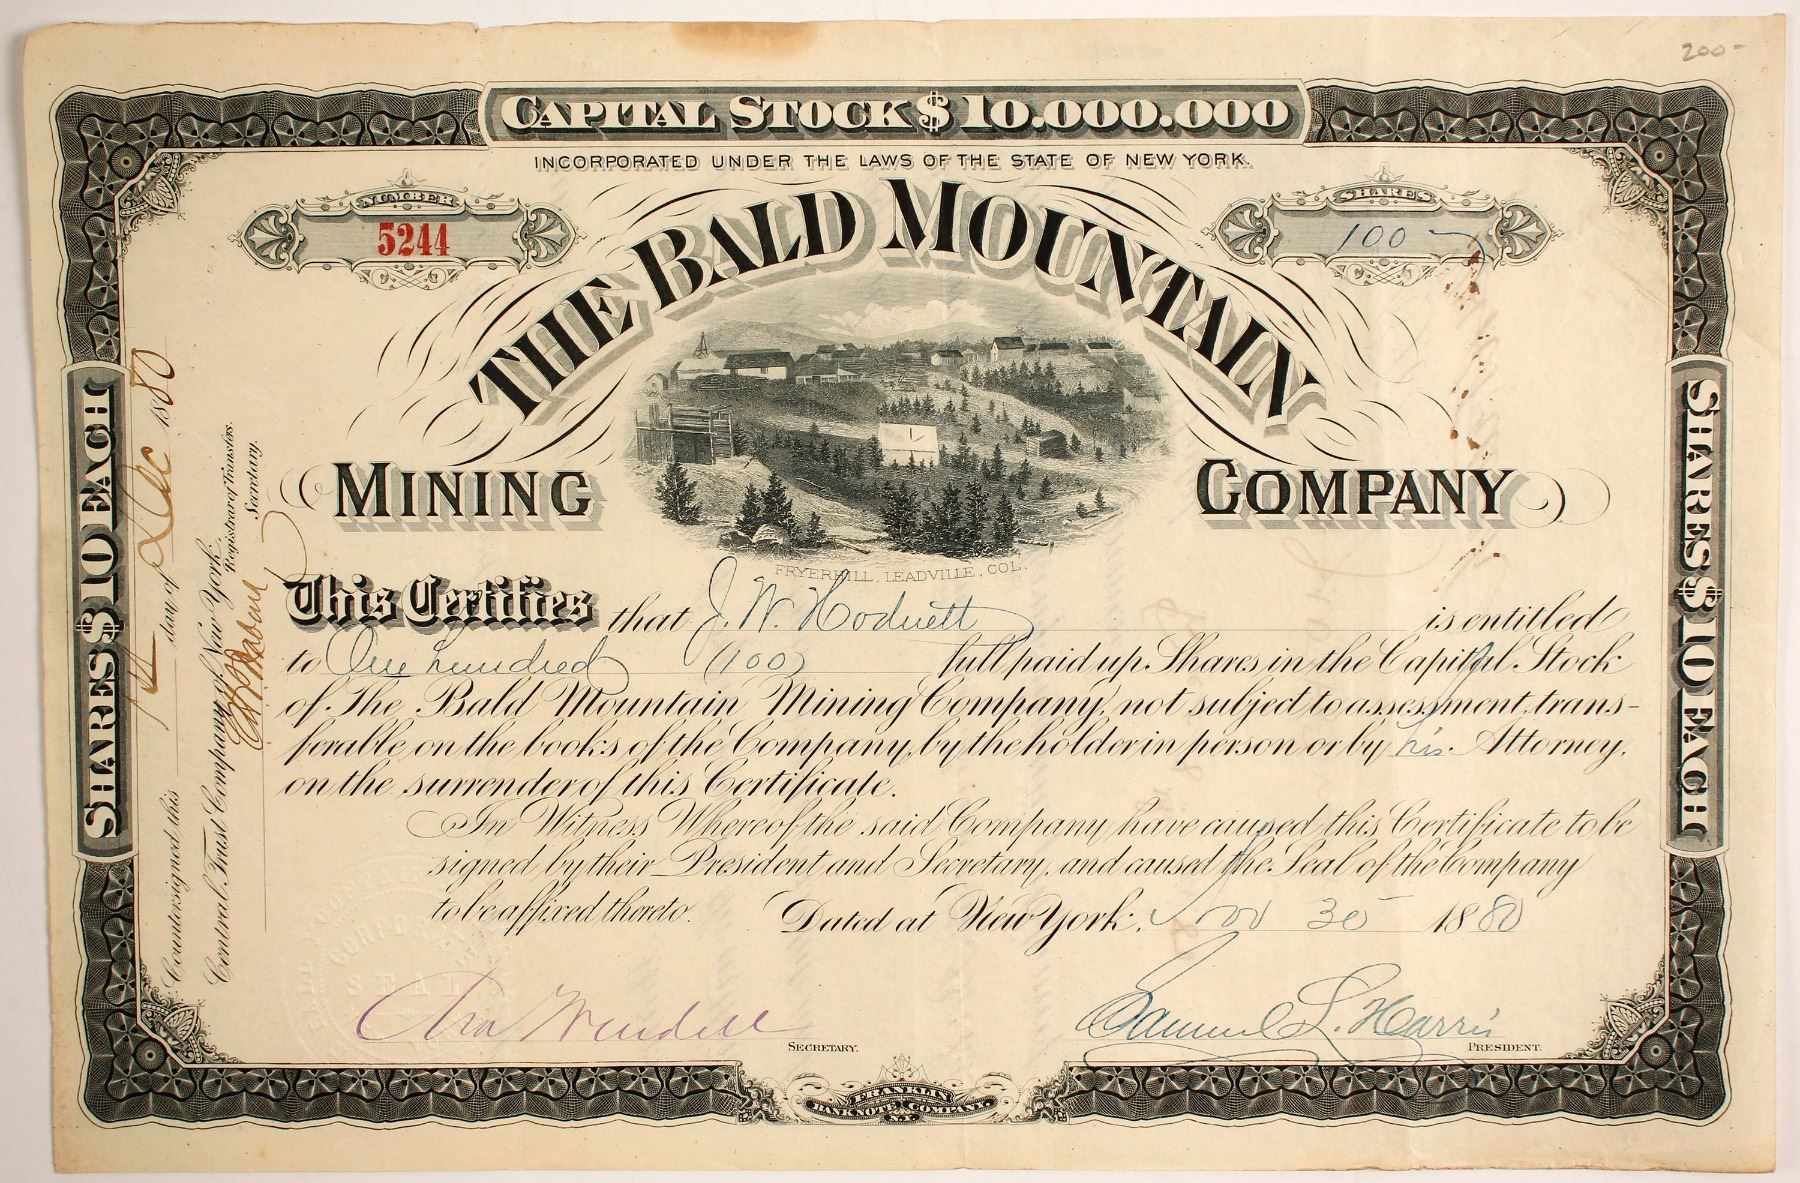 200-
CAPITAL STOCK $10.000.000
INCORPORATED UNDER THE LAWS OF THE STATE OF NEW YORK.
NUMBER
5244
SHARES
100
THE BALD MOUNTAIN
MINING COMPANY
FRYER HILL, LEADVILLE, COL.
This Certifies that J. W. Hodnett is entitled
to One hundred (100) full paid up Shares in the Capital Stock
of The Bald Mountain Mining Company, not subject to assessment, trans-
ferable on the books of the Company, by the holder in person or by his Attorney,
on the surrender of this Certificate.
In Witness Whereof, the said Company have caused this Certificate to be
signed by their President and Secretary, and caused the Seal of the Company
to be affixed thereto. Dated at New York, Nov 30 1880
SECRETARY.
Samuel L. Harris
PRESIDENT.
FRANKLIN
BANK NOTE COMPANY.
N.Y.
SHARES $10 EACH
SHARES $10 EACH
Countersigned this day of Dec 1880
Central Trust Company of New York,
Registrar of Transfers.
Secretary.
CORPORATE
SEAL